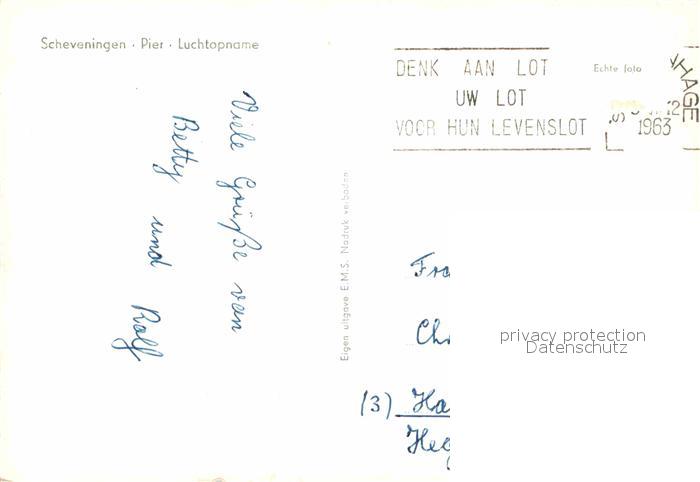 Scheveningen · Pier · Luchtopname
Viele Grüße von
Betty und Rolf
Eigen uitgave E.M.S. Nadruk verboden
DENK AAN LOT
UW LOT
VOOR HUN LEVENSLOT
Echte foto
HAGE
1963
(3)
privacy protection
Datenschutz